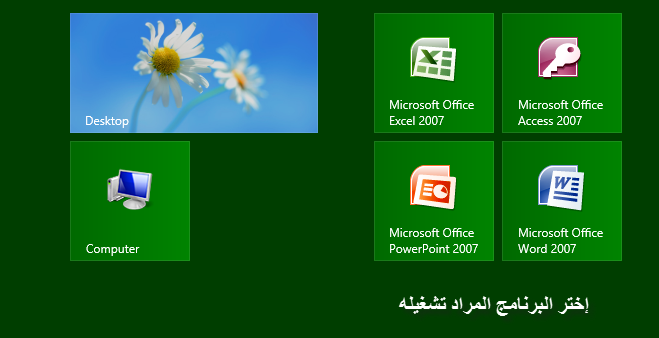 Desktop
Computer
Microsoft Office
Excel 2007
Microsoft Office
Access 2007
Microsoft Office
PowerPoint 2007
Microsoft Office
Word 2007
إختر البرنامج المراد تشغيله